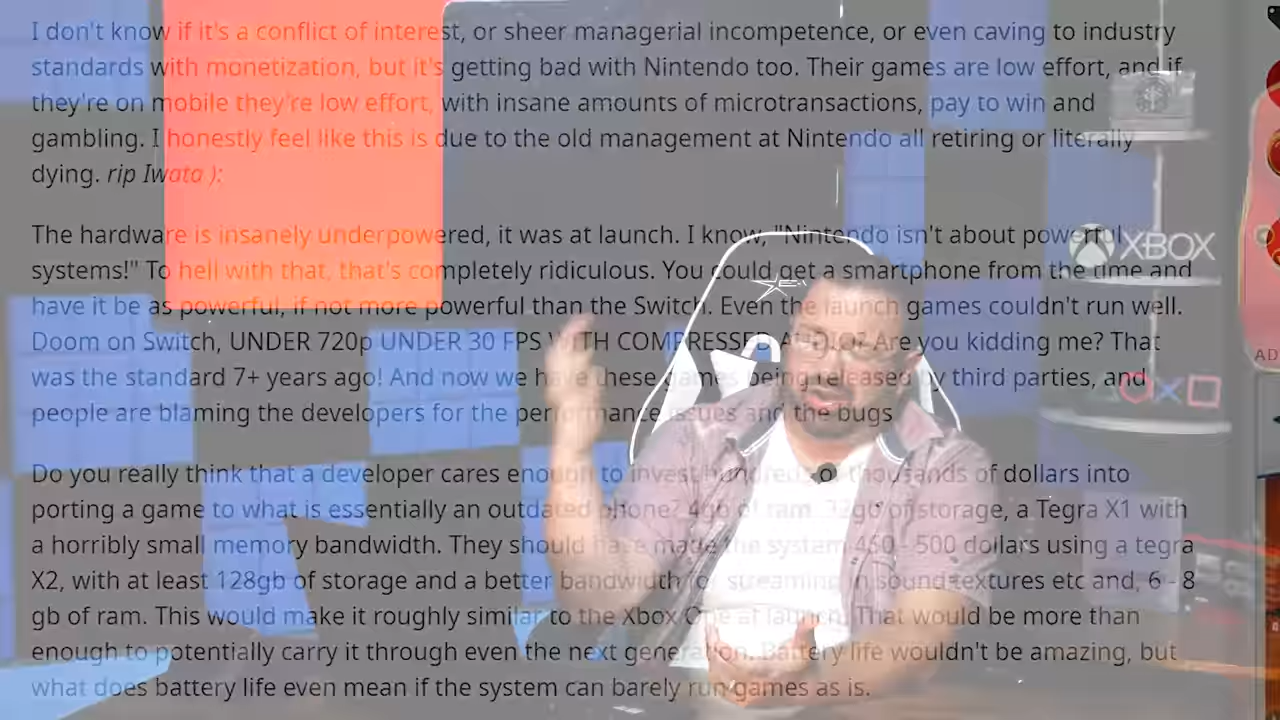 I don't know if it's a conflict of interest, or sheer managerial incompetence, or even caving to industry
standards with monetization, but it's getting bad with Nintendo too. Their games are low effort, and if
they're on mobile they're low effort, with insane amounts of microtransactions, pay to win and
gambling. I honestly feel like this is due to the old management at Nintendo all retiring or literally
dying. rip Iwata ):
The hardware is insanely underpowered, it was at launch. I know, "Nintendo isn't about powerful
systems!" To hell with that, that's completely ridiculous. You could get a smartphone from the time and
have it be as powerful, if not more powerful than the Switch. Even the launch games couldn't run well.
Doom on Switch, UNDER 720p UNDER 30 FPS WITH COMPRESSED AUDIO? Are you kidding me? That
was the standard 7+ years ago! And now we have these games being released by third parties, and
people are blaming the developers for the performance issues and the bugs
Do you really think that a developer cares enough to invest hundreds of thousands of dollars into
porting a game to what is essentially an outdated phone? 4gb of ram, 32gb of storage, a Tegra X1 with
a horribly small memory bandwidth. They should have made the system 450 - 500 dollars using a tegra
X2, with at least 128gb of storage and a better bandwidth for streaming in sound textures etc and, 6 - 8
gb of ram. This would make it roughly similar to the Xbox One at launch. That would be more than
enough to potentially carry it through even the next generation. Battery life wouldn't be amazing, but
what does battery life even mean if the system can barely run games as is.
XBOX
AD